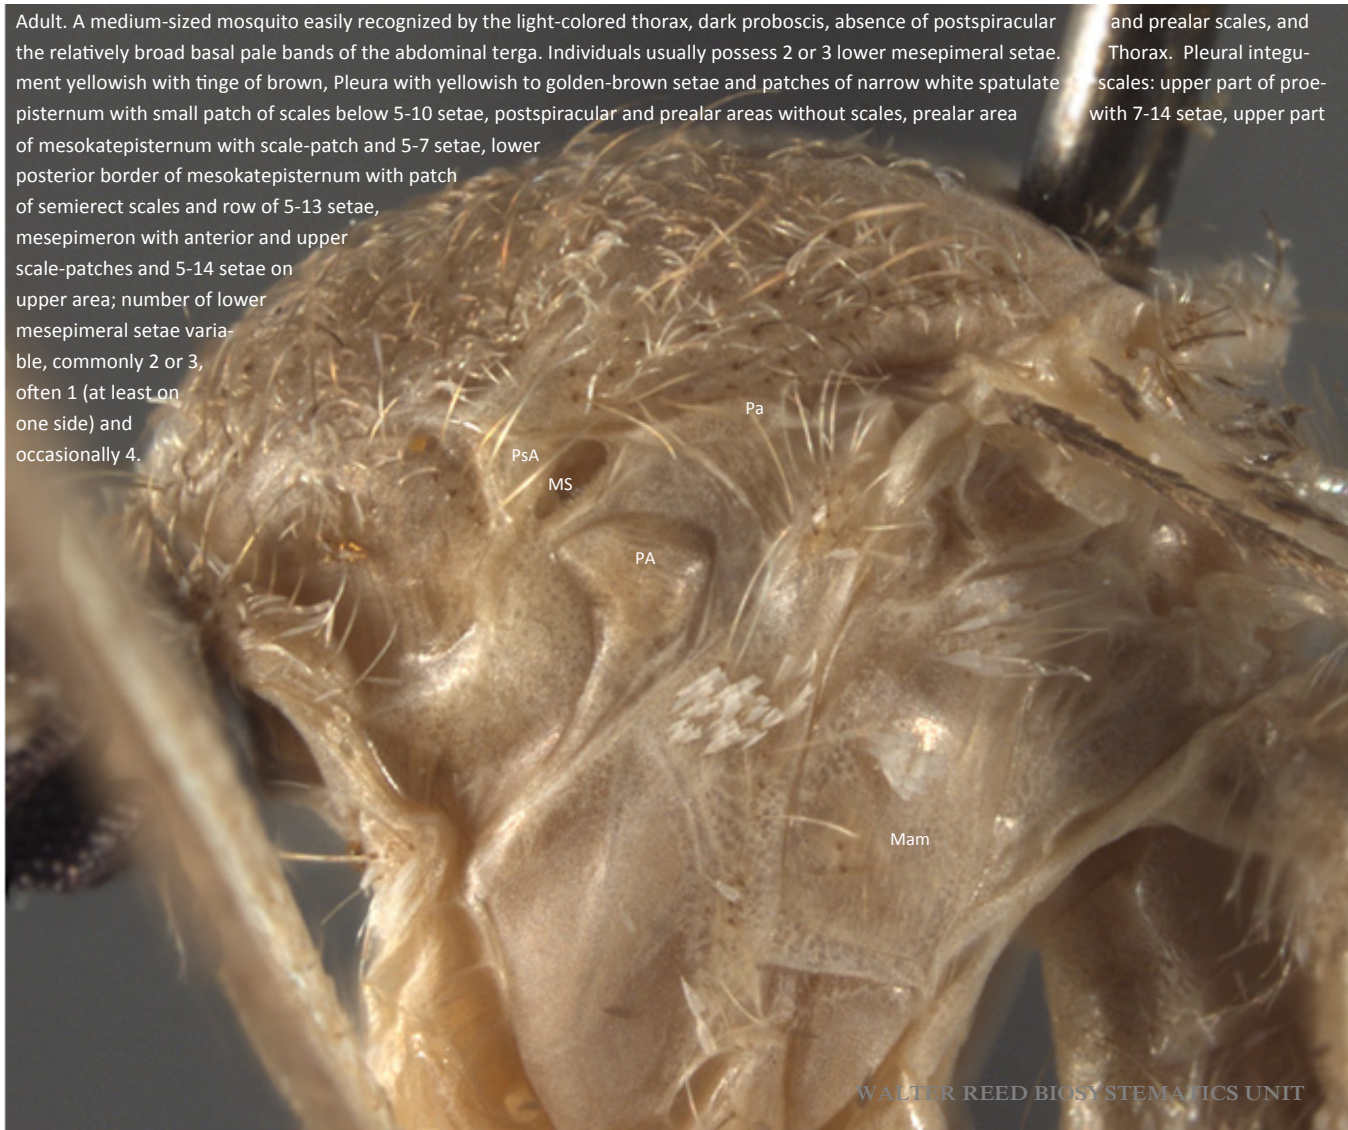 Adult. A medium-sized mosquito easily recognized by the light-colored thorax, dark proboscis, absence of postspiracular and prealar scales, and
the relatively broad basal pale bands of the abdominal terga. Individuals usually possess 2 or 3 lower mesepimeral setae. Thorax. Pleural integu-
ment yellowish with tinge of brown, Pleura with yellowish to golden-brown setae and patches of narrow white spatulate scales: upper part of proe-
pisternum with small patch of scales below 5-10 setae, postspiracular and prealar areas without scales, prealar area with 7-14 setae, upper part
of mesokatepisternum with scale-patch and 5-7 setae, lower
posterior border of mesokatepisternum with patch
of semierect scales and row of 5-13 setae,
mesepimeron with anterior and upper
scale-patches and 5-14 setae on
upper area; number of lower
mesepimeral setae varia-
ble, commonly 2 or 3,
often 1 (at least on
one side) and
occasionally 4.
Pa
PsA
MS
PA
Mam
WALTER REED BIOSYSTEMATICS UNIT